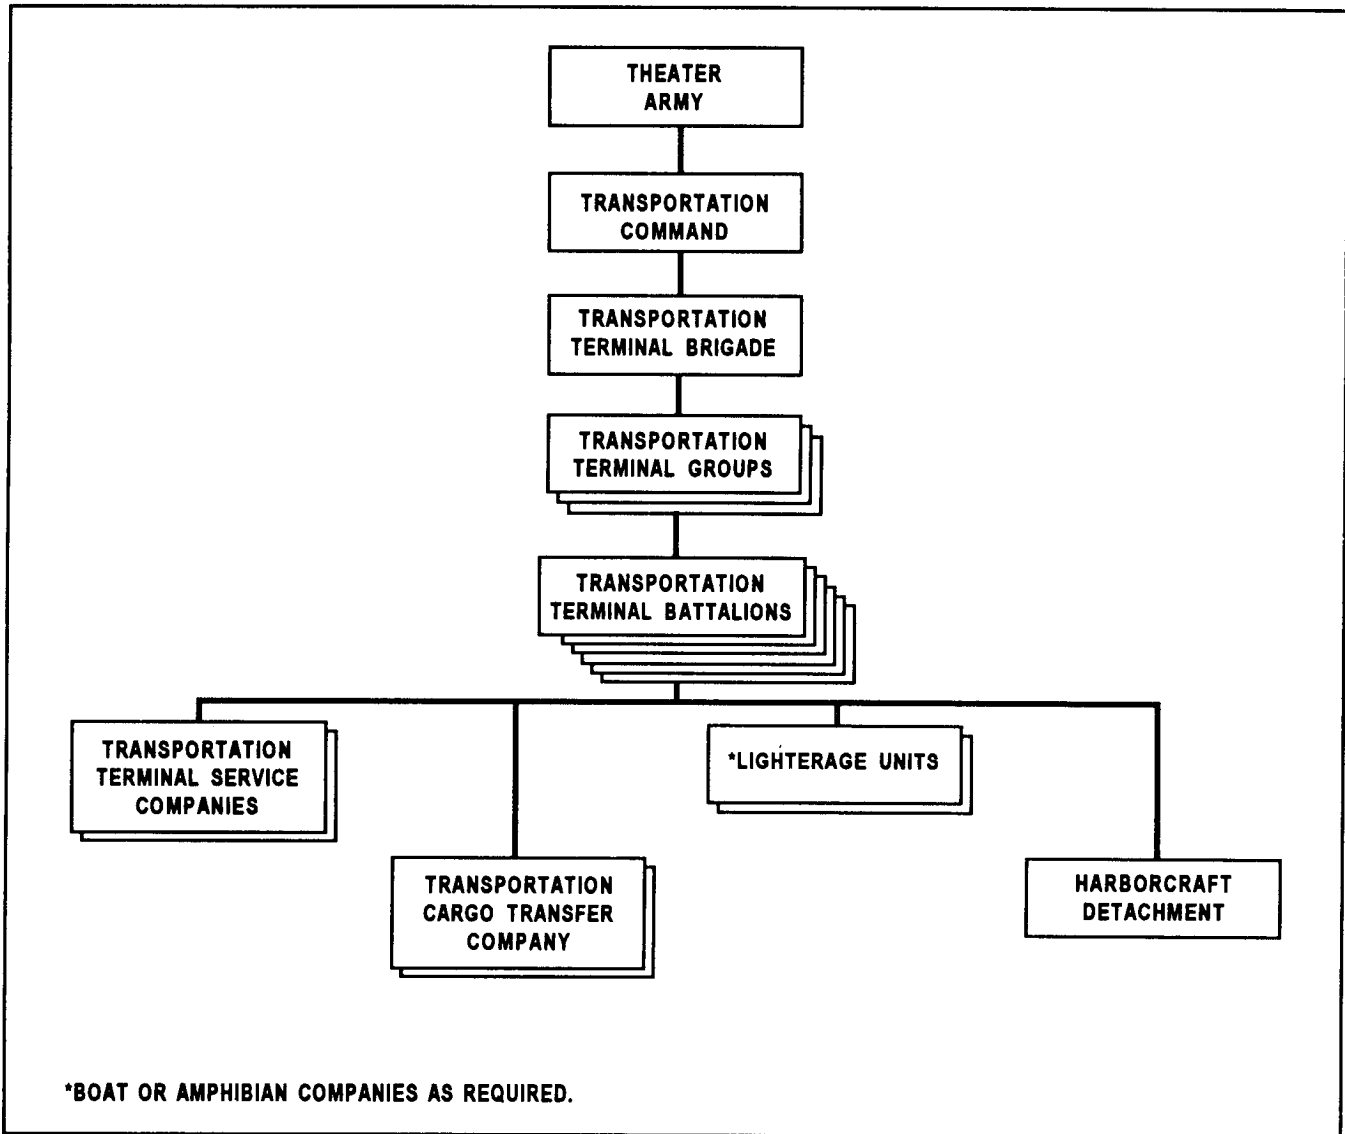 THEATER
ARMY
TRANSPORTATION
COMMAND
TRANSPORTATION
TERMINAL BRIGADE
TRANSPORTATION
TERMINAL GROUPS
TRANSPORTATION
TERMINAL BATTALIONS
TRANSPORTATION
TERMINAL SERVICE
COMPANIES
*LIGHTERAGE UNITS
TRANSPORTATION
CARGO TRANSFER
COMPANY
HARBORCRAFT
DETACHMENT
*BOAT OR AMPHIBIAN COMPANIES AS REQUIRED.